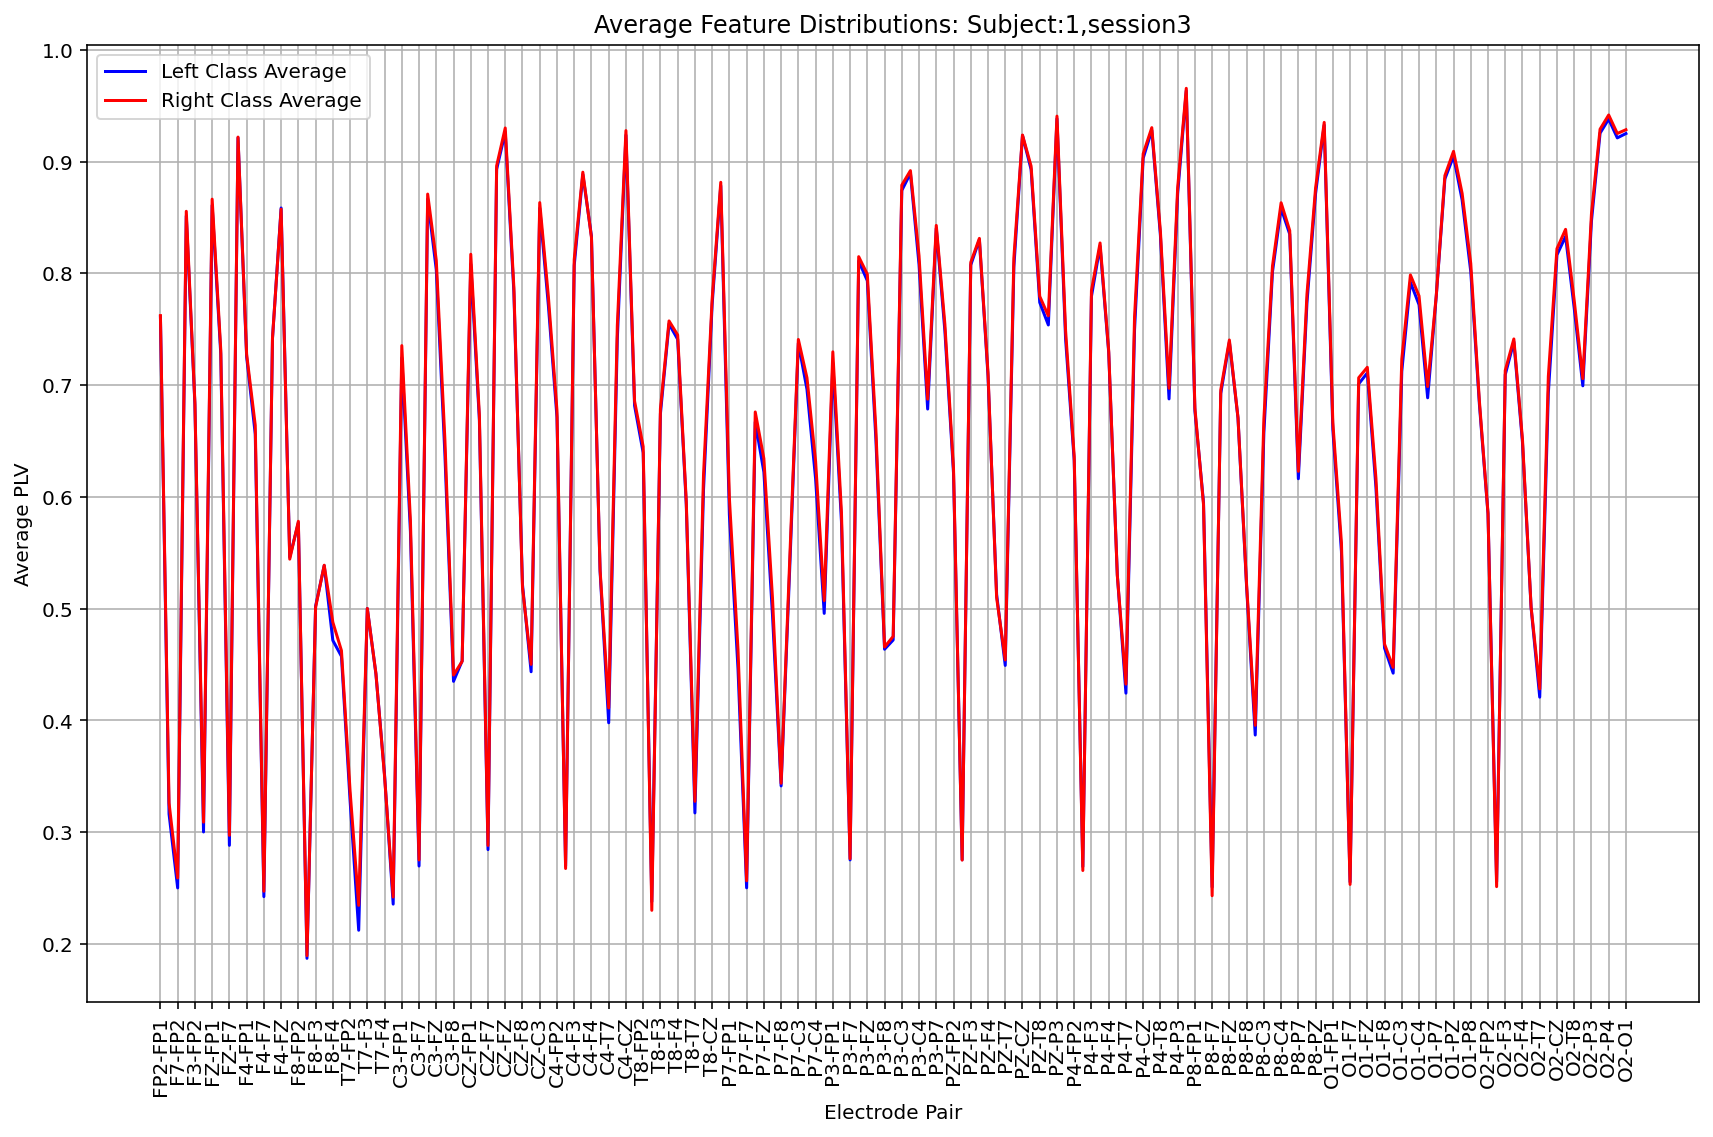 Average Feature Distributions: Subject:1,session3
Left Class Average
Right Class Average
1.0
0.9
0.8
0.7
0.6
0.5
0.4
0.3
0.2
Average PLV
FP2-FP1
F7-FP2
F3-FP2
FZ-FP1
FZ-F7
F4-FP1
F4-F7
F4-FZ
F8-FP2
F8-F3
F8-F4
T7-FP2
T7-F3
T7-F4
C3-FP1
C3-F7
C3-FZ
C3-F8
CZ-FP1
CZ-F7
CZ-FZ
CZ-F8
CZ-C3
C4-FP2
C4-F3
C4-F4
C4-T7
C4-CZ
T8-FP2
T8-F3
T8-F4
T8-T7
T8-CZ
P7-FP1
P7-F7
P7-FZ
P7-F8
P7-C3
P7-C4
P3-FP1
P3-F7
P3-FZ
P3-F8
P3-C3
P3-C4
P3-P7
PZ-FP2
PZ-F3
PZ-F4
PZ-T7
PZ-CZ
PZ-T8
PZ-P3
P4-FP2
P4-F3
P4-F4
P4-T7
P4-CZ
P4-T8
P4-P3
P8-FP1
P8-F7
P8-FZ
P8-F8
P8-C3
P8-C4
P8-P7
P8-PZ
O1-FP1
O1-F7
O1-FZ
O1-F8
O1-C3
O1-C4
O1-P7
O1-PZ
O1-P8
O2-FP2
O2-F3
O2-F4
O2-T7
O2-CZ
O2-T8
O2-P3
O2-P4
O2-O1
Electrode Pair